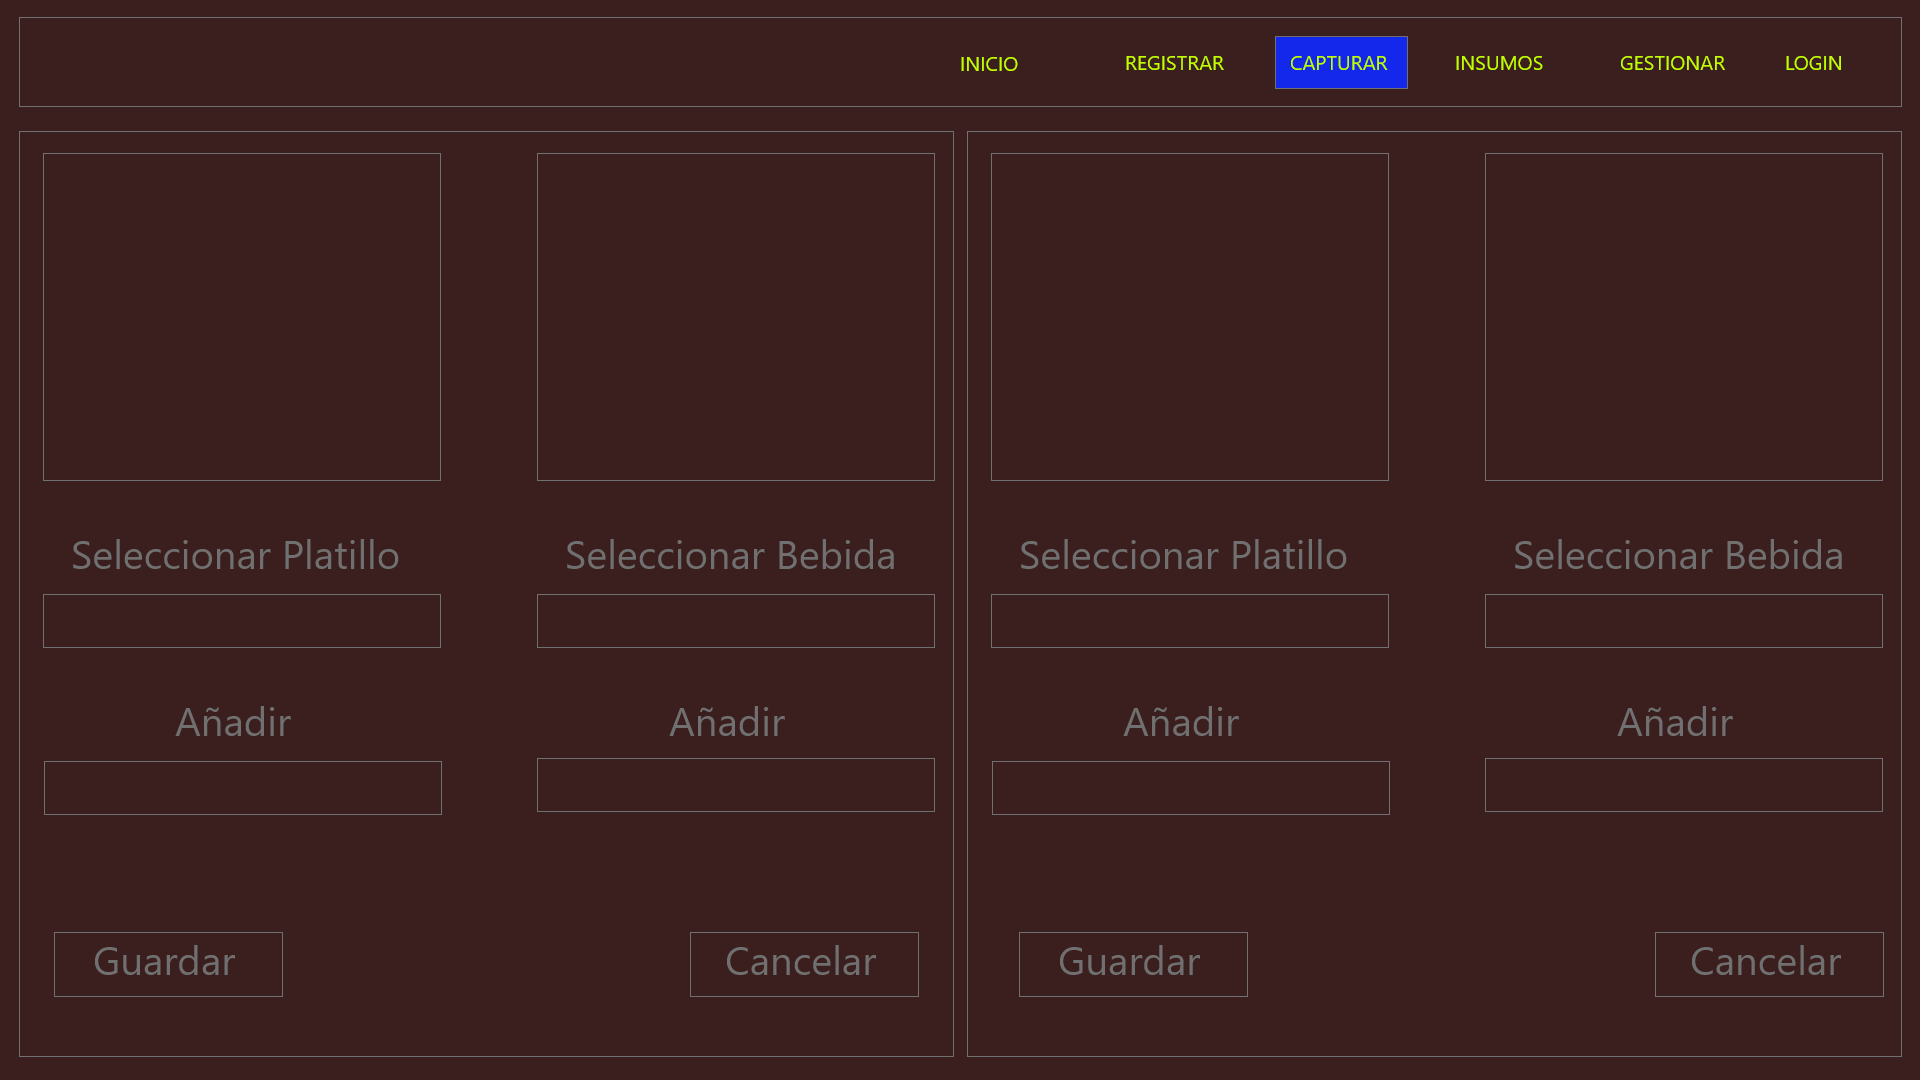 INICIO REGISTRAR CAPTURAR INSUMOS GESTIONAR LOGIN
Seleccionar Platillo Seleccionar Bebida Seleccionar Platillo Seleccionar Bebida
Añadir Añadir Añadir Añadir
Guardar Cancelar Guardar Cancelar